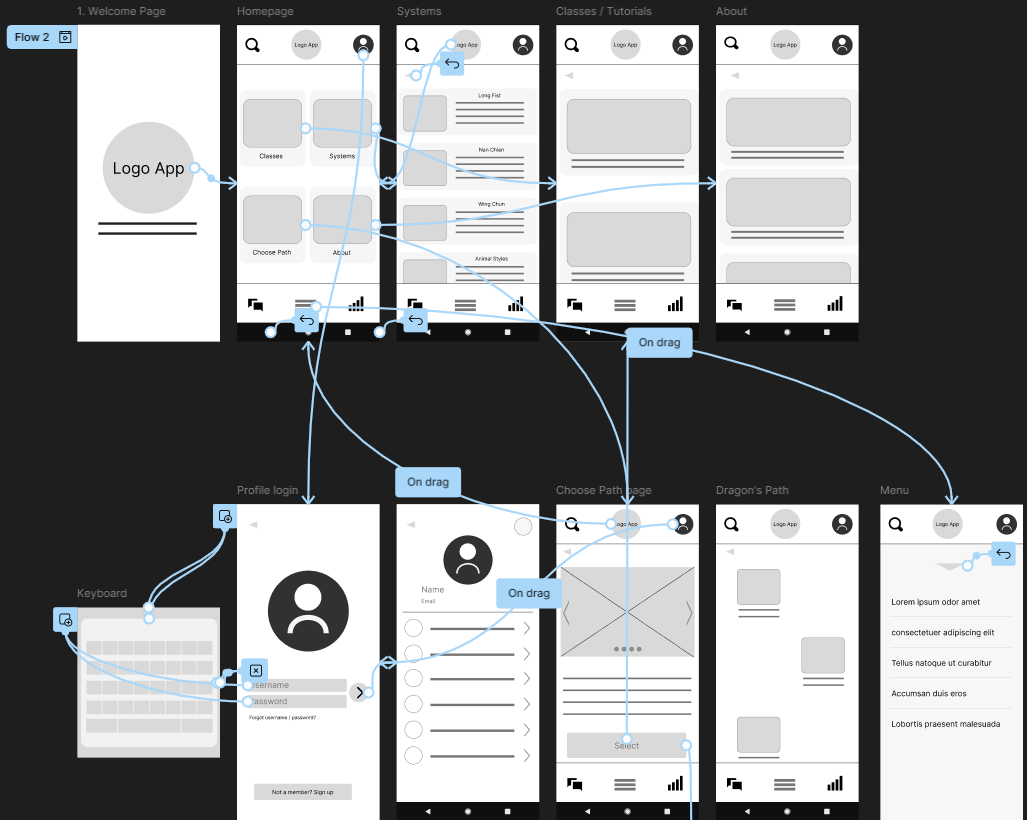 1. Welcome Page
Homepage
Systems
Classes / Tutorials
About
Flow 2
Logo App
Logo App
Logo App
Logo App
Logo App
Classes
Systems
Choose Path
About
Long Fist
Nan Chien
Wing Chun
Animal Styles
On drag
On drag
Profile login
Choose Path page
Dragon's Path
Menu
Logo App
Logo App
Logo App
Keyboard
Name
Email
On drag
Username
Password
Forgot username / password?
Not a member? Sign up
Select
Lorem ipsum odor amet
consectetuer adipiscing elit
Tellus natoque ut curabitur
Accumsan duis eros
Lobortis praesent malesuada